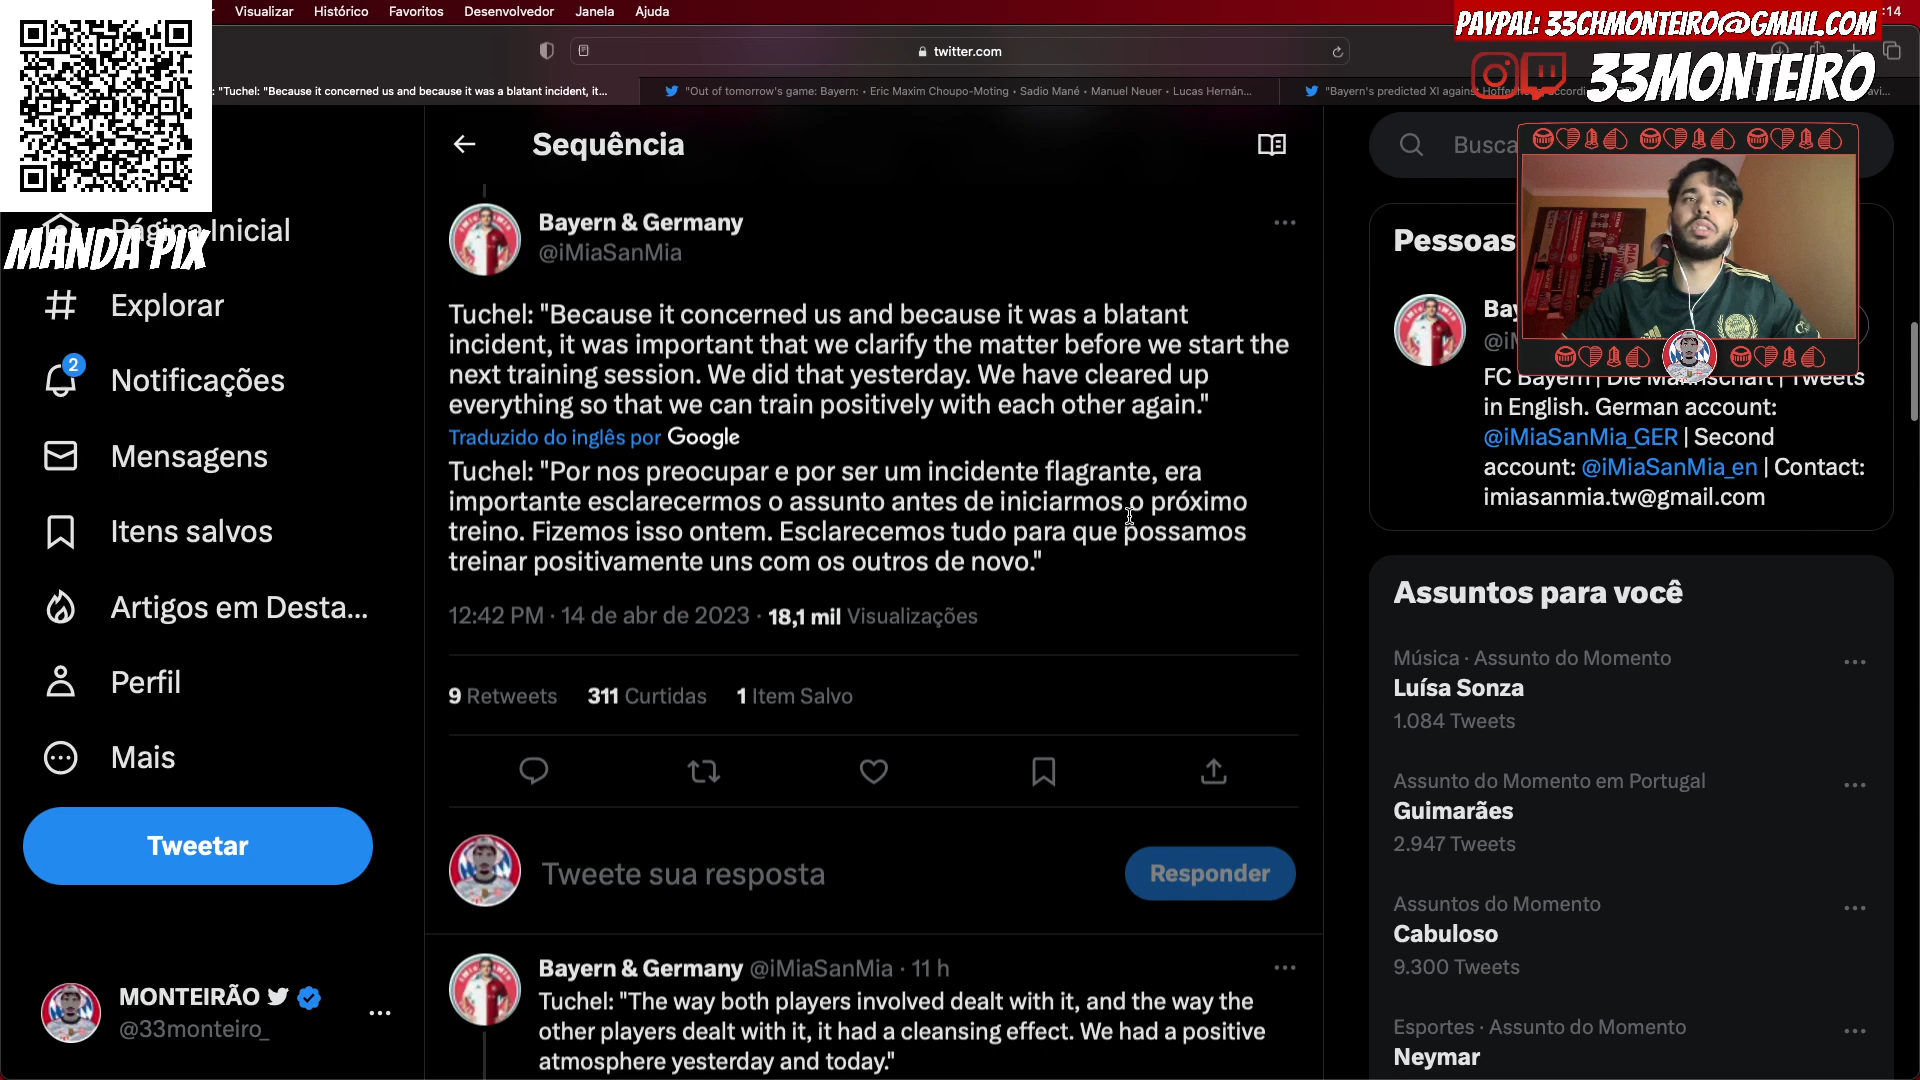 Visualizar Histórico Favoritos Desenvolvedor Janela Ajuda
:14
PAYPAL: 33CHMONTEIRO@GMAIL.COM
twitter.com
33MONTEIRO
: "Tuchel: "Because it concerned us and because it was a blatant incident, it...
"Out of tomorrow's game: Bayern: • Eric Maxim Choupo-Moting • Sadio Mané • Manuel Neuer • Lucas Hernán...
"Bayern's predicted XI against
MANDA PIX
Página Inicial
Explorar
2
Notificações
Mensagens
Itens salvos
Artigos em Desta...
Perfil
Mais
Tweetar
MONTEIRÃO
@33monteiro_
Sequência
Bayern & Germany
@iMiaSanMia
Tuchel: "Because it concerned us and because it was a blatant
incident, it was important that we clarify the matter before we start the
next training session. We did that yesterday. We have cleared up
everything so that we can train positively with each other again."
Traduzido do inglês por Google
Tuchel: "Por nos preocupar e por ser um incidente flagrante, era
importante esclarecermos o assunto antes de iniciarmos o próximo
treino. Fizemos isso ontem. Esclarecemos tudo para que possamos
treinar positivamente uns com os outros de novo."
12:42 PM · 14 de abr de 2023 · 18,1 mil Visualizações
9 Retweets 311 Curtidas 1 Item Salvo
Tweete sua resposta
Responder
Bayern & Germany @iMiaSanMia · 11 h
Tuchel: "The way both players involved dealt with it, and the way the
other players dealt with it, it had a cleansing effect. We had a positive
atmosphere yesterday and today."
Busca
Pessoas
Bay
@iM
FC Bayern | Die Mannschaft | Tweets
in English. German account:
@iMiaSanMia_GER | Second
account: @iMiaSanMia_en | Contact:
imiasanmia.tw@gmail.com
Assuntos para você
Música · Assunto do Momento
Luísa Sonza
1.084 Tweets
Assunto do Momento em Portugal
Guimarães
2.947 Tweets
Assuntos do Momento
Cabuloso
9.300 Tweets
Esportes · Assunto do Momento
Neymar